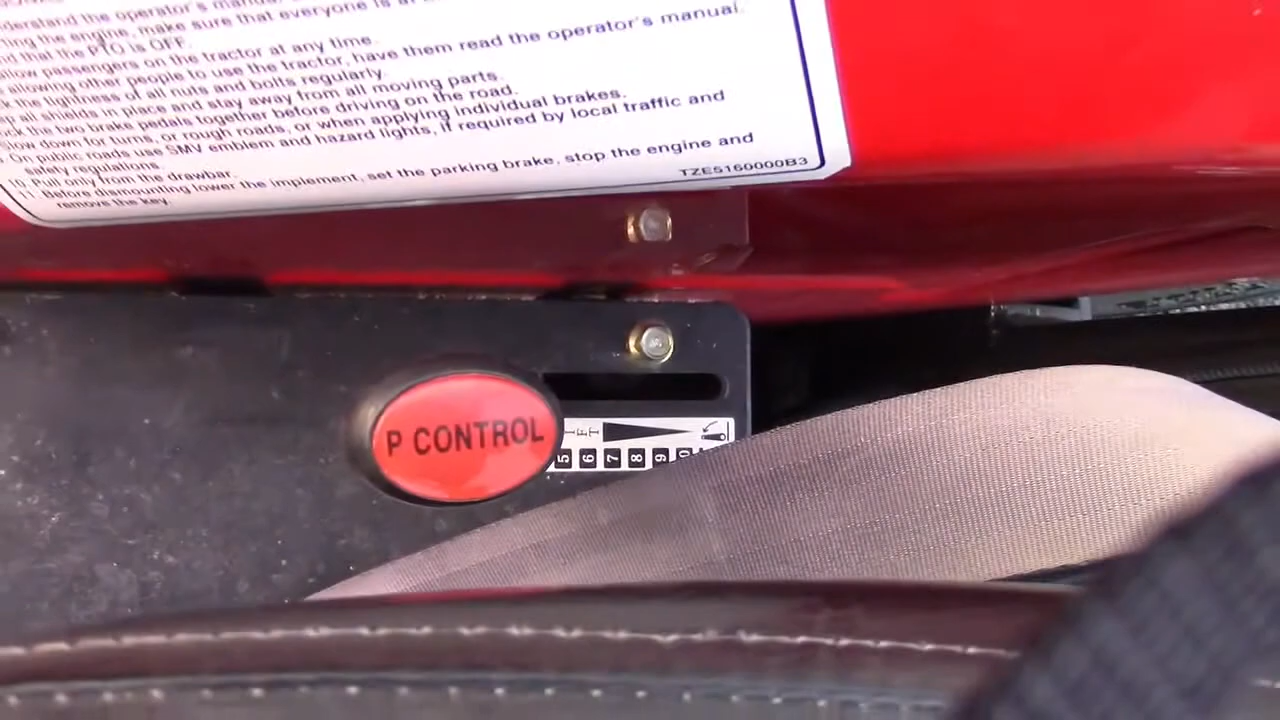 understand the operator's manual
the engine, make sure that everyone is at
that the PTO is OFF.
allow passengers on the tractor at any time.
allowing other people to use the tractor, have them read the operator's manual.
the tightness of all nuts and bolts regularly.
all shields in place and stay away from all moving parts.
the two brake pedals together before driving on the road.
down for turns, or rough roads, or when applying individual brakes.
On public roads use SMV emblem and hazard lights, if required by local traffic and
safety regulations.
10. Pull only from the drawbar.
Before dismounting lower the implement, set the parking brake, stop the engine and
remove the key.
TZE5160000B3
P CONTROL
5 6 7 8 9